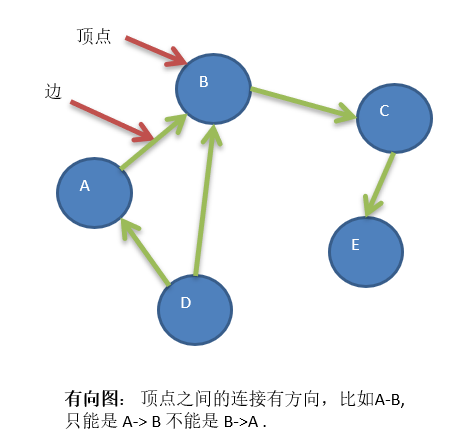 顶点
边
B
C
A
E
D
有向图： 顶点之间的连接有方向，比如A-B,
只能是 A-> B 不能是 B->A .